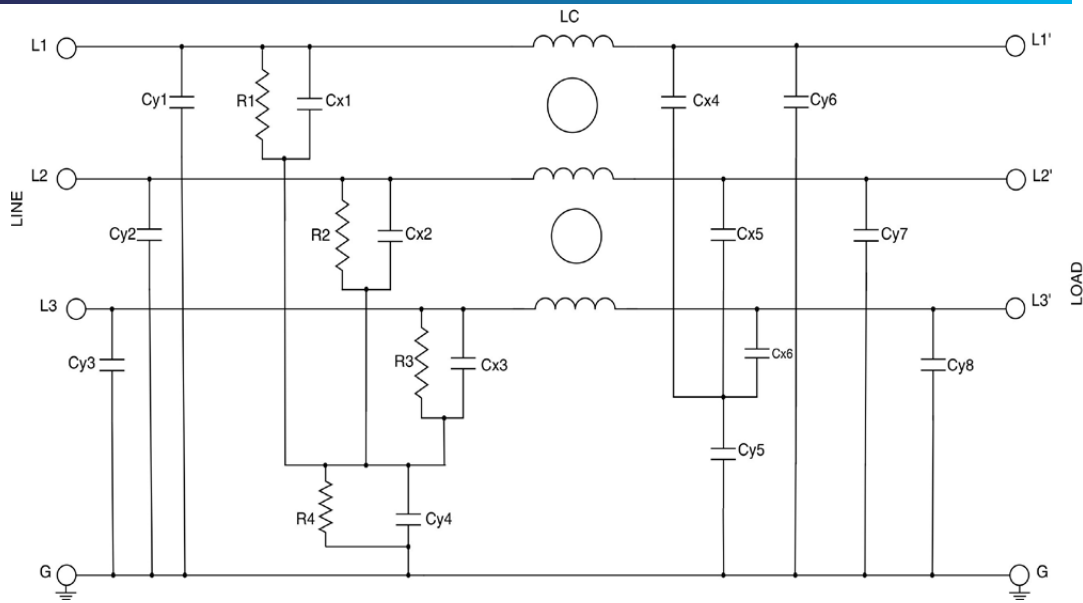 LC
L1
L1'
Cy1
R1
Cx1
Cx4
Cy6
L2
L2'
LINE
Cy2
R2
Cx2
Cx5
Cy7
LOAD
L3
L3'
Cy3
R3
Cx3
Cx6
Cy8
Cy5
R4
Cy4
G
G